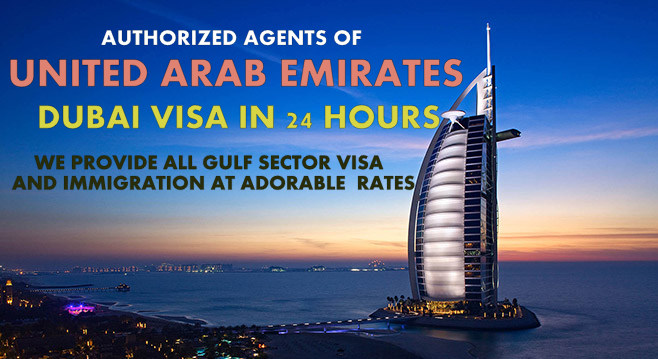 AUTHORIZED AGENTS OF
UNITED ARAB EMIRATES
DUBAI VISA IN 24 HOURS
WE PROVIDE ALL GULF SECTOR VISA
AND IMMIGRATION AT ADORABLE RATES